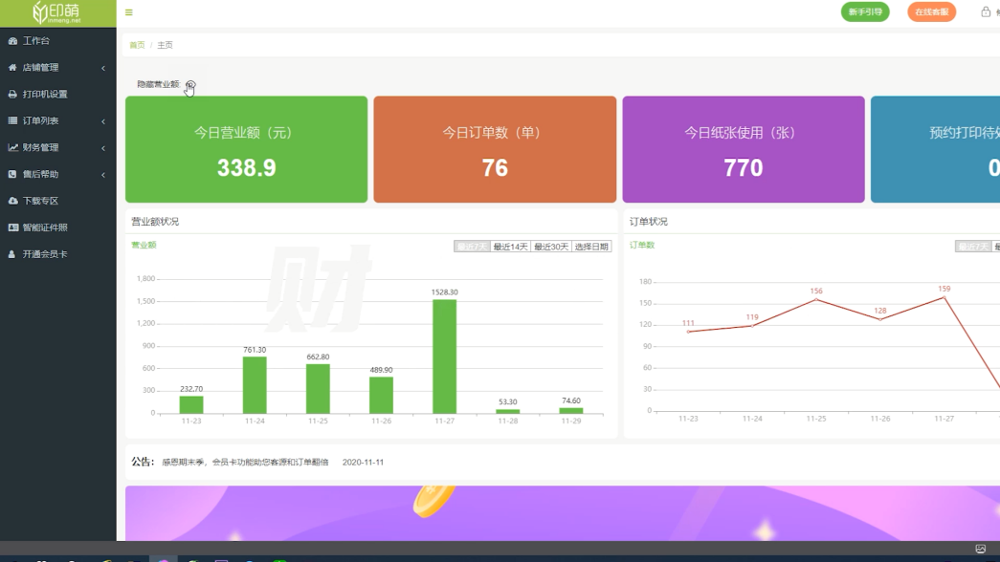 印萌
inmeng.net
新手引导
在线客服
工作台
店铺管理
打印机设置
订单列表
财务管理
售后帮助
下载专区
智能证件照
开通会员卡
首页 / 主页
隐藏营业额:
今日营业额（元）
338.9
今日订单数（单）
76
今日纸张使用（张）
770
预约打印待
0
营业额状况
营业额
最近7天 最近14天 最近30天 选择日期
财
1,800
1,500
1,200
900
600
300
0
232.70
761.30
662.80
489.90
1528.30
53.30
74.60
11-23 11-24 11-25 11-26 11-27 11-28 11-29
订单状况
订单数
最近7天
180
150
120
90
60
30
0
111
119
156
128
159
11-23 11-24 11-25 11-26 11-27
公告： 感恩期末季，会员卡功能助您客源和订单翻倍 2020-11-11